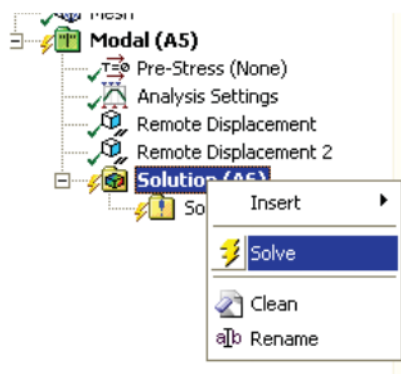 Mesh
Modal (A5)
T=0 Pre-Stress (None)
Analysis Settings
Remote Displacement
Remote Displacement 2
Solution (A6)
So
Insert
Solve
Clean
a]b Rename